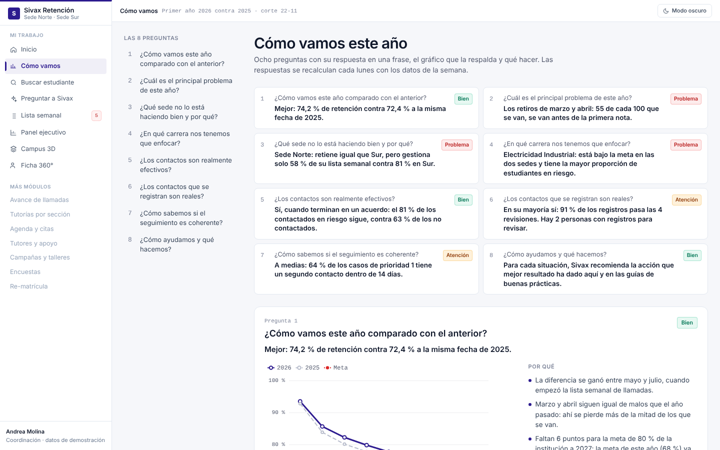 S
Sivax Retención
Sede Norte · Sede Sur
MI TRABAJO
Inicio
Cómo vamos
Buscar estudiante
Preguntar a Sivax
Lista semanal
5
Panel ejecutivo
Campus 3D
Ficha 360°
MÁS MÓDULOS
Avance de llamadas
Tutorías por sección
Agenda y citas
Tutores y apoyo
Campañas y talleres
Encuestas
Re-matrícula
Andrea Molina
Coordinación · datos de demostración
Cómo vamos
Primer año 2026 contra 2025 · corte 22-11
Modo oscuro
LAS 8 PREGUNTAS
1 ¿Cómo vamos este año
comparado con el anterior?
2 ¿Cuál es el principal problema
de este año?
3 ¿Qué sede no lo está
haciendo bien y por qué?
4 ¿En qué carrera nos tenemos
que enfocar?
5 ¿Los contactos son realmente
efectivos?
6 ¿Los contactos que se
registran son reales?
7 ¿Cómo sabemos si el
seguimiento es coherente?
8 ¿Cómo ayudamos y qué
hacemos?
Cómo vamos este año
Ocho preguntas con su respuesta en una frase, el gráfico que la respalda y qué hacer. Las
respuestas se recalculan cada lunes con los datos de la semana.
1 ¿Cómo vamos este año comparado con el anterior?
Bien
Mejor: 74,2 % de retención contra 72,4 % a la misma
fecha de 2025.
2 ¿Cuál es el principal problema de este año?
Problema
Los retiros de marzo y abril: 55 de cada 100 que
se van, se van antes de la primera nota.
3 ¿Qué sede no lo está haciendo bien y por qué?
Problema
Sede Norte: retiene igual que Sur, pero gestiona
solo 58 % de su lista semanal contra 81 % en Sur.
4 ¿En qué carrera nos tenemos que enfocar?
Problema
Electricidad Industrial: está bajo la meta en las
dos sedes y tiene la mayor proporción de
estudiantes en riesgo.
5 ¿Los contactos son realmente efectivos?
Bien
Sí, cuando terminan en un acuerdo: el 81 % de los
contactados en riesgo sigue, contra 63 % de los no
contactados.
6 ¿Los contactos que se registran son reales?
Atención
En su mayoría sí: 91 % de los registros pasa las 4
revisiones. Hay 2 personas con registros para
revisar.
7 ¿Cómo sabemos si el seguimiento es coherente?
Atención
A medias: 64 % de los casos de prioridad 1 tiene
un segundo contacto dentro de 14 días.
8 ¿Cómo ayudamos y qué hacemos?
Bien
Para cada situación, Sivax recomienda la acción que
mejor resultado ha dado aquí y en las guías de
buenas prácticas.
Pregunta 1
Bien
¿Cómo vamos este año comparado con el anterior?
Mejor: 74,2 % de retención contra 72,4 % a la misma fecha de 2025.
2026 2025 Meta
100 %
90 %
80 %
POR QUÉ
La diferencia se ganó entre mayo y julio, cuando
empezó la lista semanal de llamadas.
Marzo y abril siguen igual de malos que el año
pasado: ahí se pierde más de la mitad de los que
se van.
Faltan 6 puntos para la meta de 80 % de la
institución a 2027; la meta de este año (68 %) ya